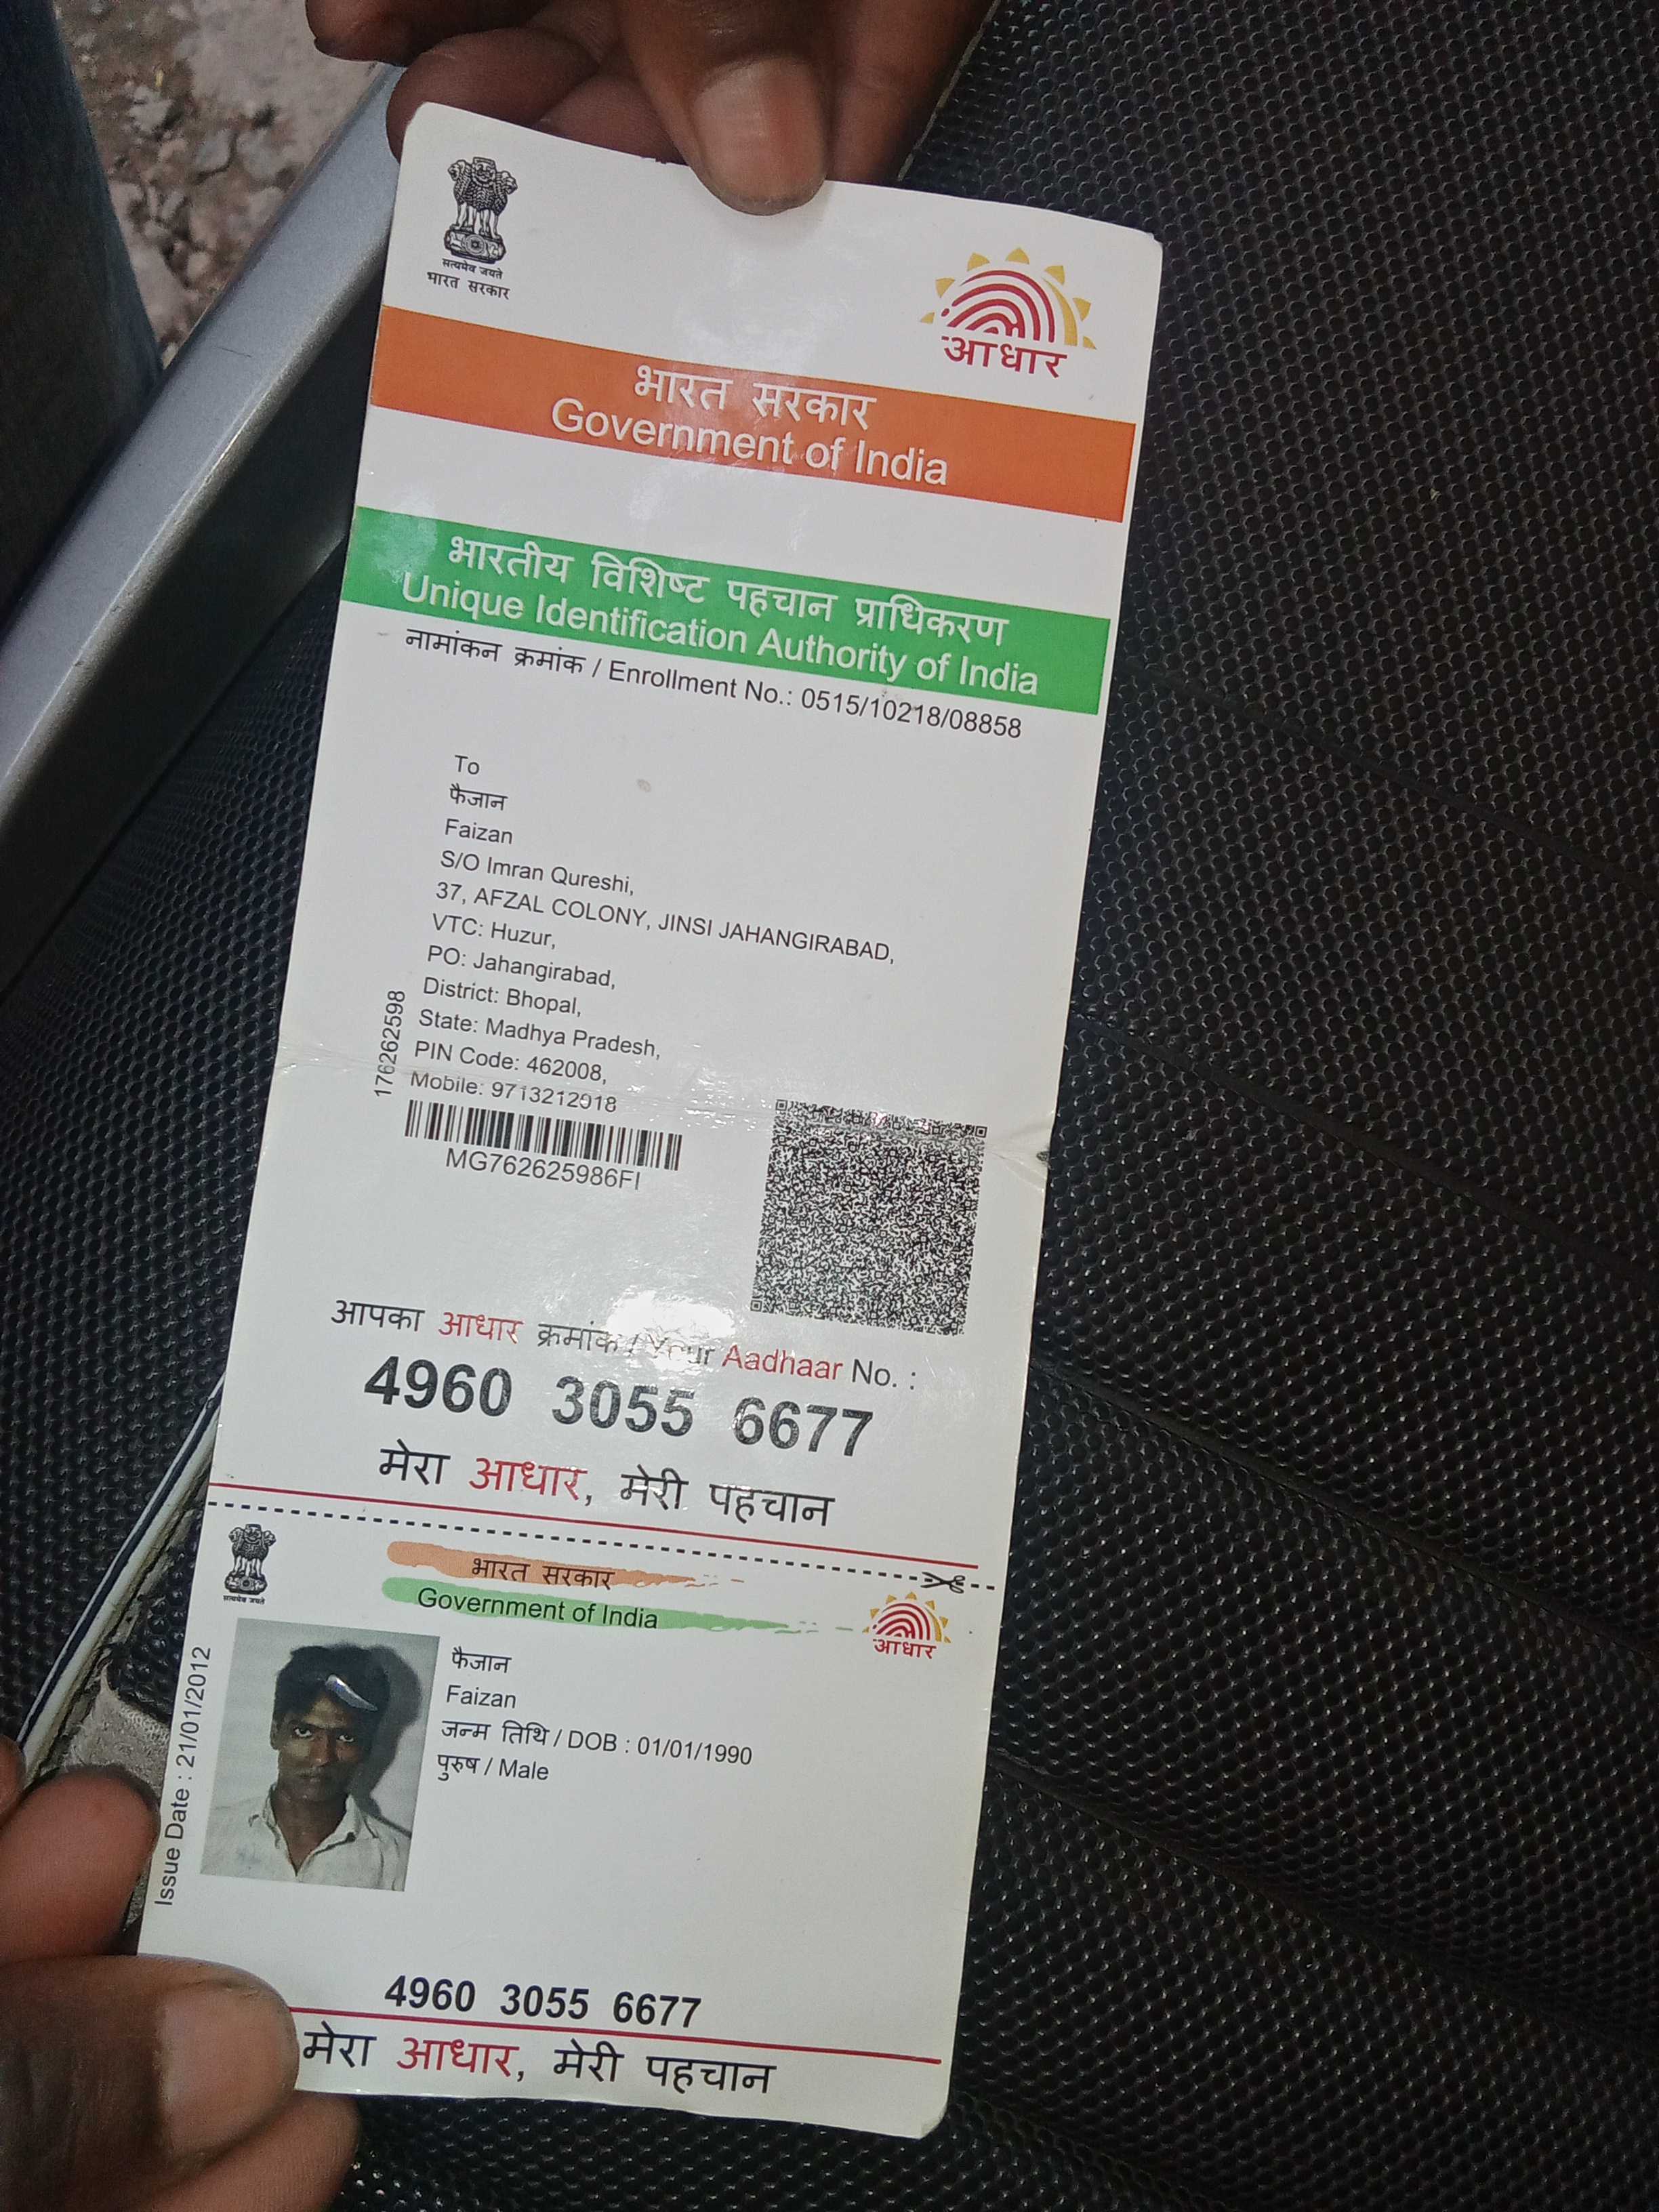 सत्यमेव जयते
भारत सरकार
आधार
भारत सरकार
Government of India
भारतीय विशिष्ट पहचान प्राधिकरण
Unique Identification Authority of India
नामांकन क्रमांक / Enrollment No.: 0515/10218/08858
To
फैजान
Faizan
S/O Imran Qureshi,
37, AFZAL COLONY, JINSI JAHANGIRABAD,
VTC: Huzur,
PO: Jahangirabad,
District: Bhopal,
State: Madhya Pradesh,
PIN Code: 462008,
Mobile: 9713212918
176262598
MG762625986FI
आपका आधार क्रमांक / Your Aadhaar No. :
4960 3055 6677
मेरा आधार, मेरी पहचान
सत्यमेव जयते
भारत सरकार
Government of India
आधार
Issue Date : 21/01/2012
फैजान
Faizan
जन्म तिथि / DOB : 01/01/1990
पुरुष / Male
4960 3055 6677
मेरा आधार, मेरी पहचान